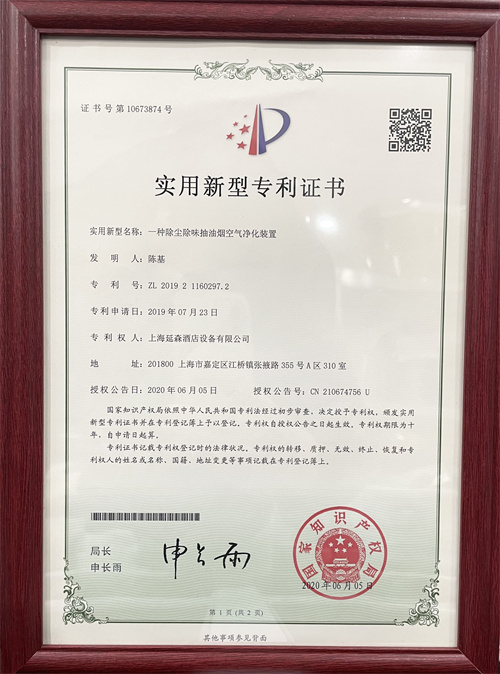 证书号第10673874号
实用新型专利证书
实用新型名称：一种除尘除味抽油烟空气净化装置
发 明 人：陈基
专 利 号：ZL 2019 2 1160297.2
专利申请日：2019年07月23日
专 利 权 人：上海延森酒店设备有限公司
地 址：201800 上海市嘉定区江桥镇张掖路355号A区310室
授权公告日：2020年06月05日 授权公告号：CN 210674756 U
国家知识产权局依照中华人民共和国专利法经过初步审查，决定授予专利权，颁发实用
新型专利证书并在专利登记簿上予以登记。专利权自授权公告之日起生效。专利权期限为十
年，自申请日起算。
专利证书记载专利权登记时的法律状况。专利权的转移、质押、无效、终止、恢复和专
利权人的姓名或名称、国籍、地址变更等事项记载在专利登记簿上。
局长
申长雨
申长雨
国家知识产权局
2020年06月05日
第 1 页 (共 2 页)
其他事项参见背面